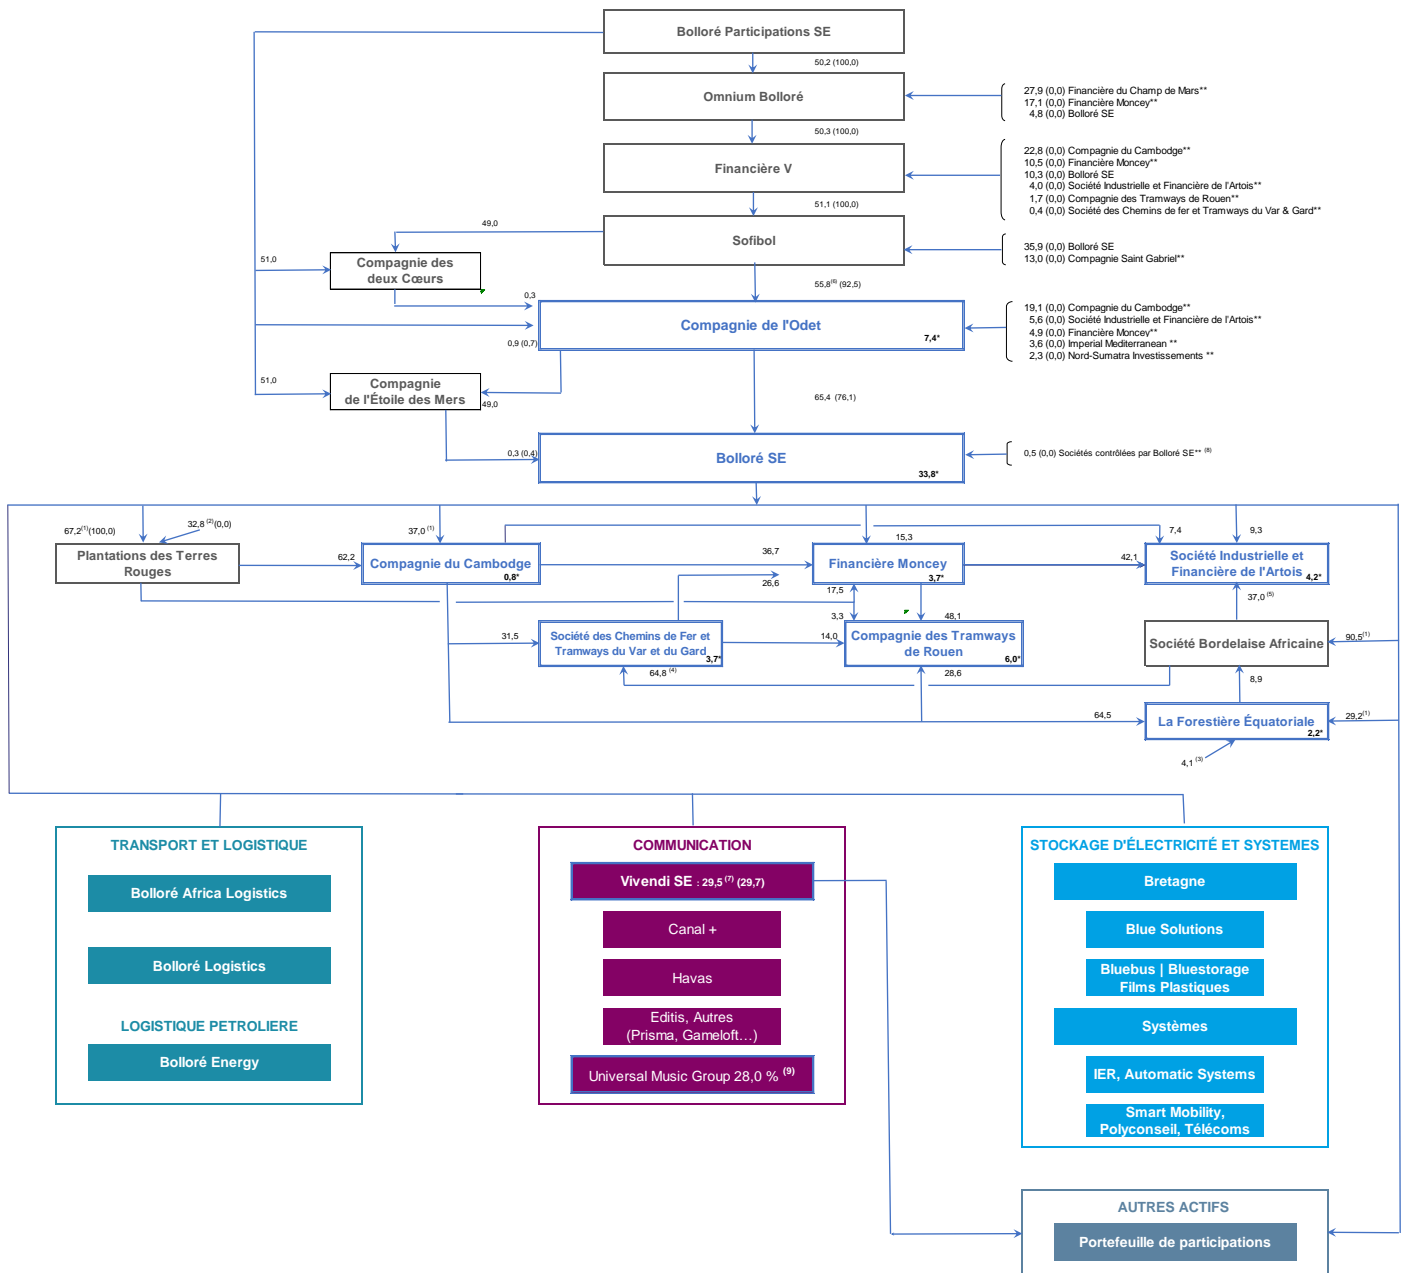 Bolloré Participations SE
50,2 (100,0)
Omnium Bolloré
27,9 (0,0) Financière du Champ de Mars**
17,1 (0,0) Financière Moncey**
4,8 (0,0) Bolloré SE
50,3 (100,0)
Financière V
22,8 (0,0) Compagnie du Cambodge**
10,5 (0,0) Financière Moncey**
10,3 (0,0) Bolloré SE
4,0 (0,0) Société Industrielle et Financière de l'Artois**
1,7 (0,0) Compagnie des Tramways de Rouen**
0,4 (0,0) Société des Chemins de fer et Tramways du Var & Gard**
51,1 (100,0)
49,0
Sofibol
35,9 (0,0) Bolloré SE
13,0 (0,0) Compagnie Saint Gabriel**
51,0
Compagnie des
deux Cœurs
55,8(6) (92,5)
0,3
Compagnie de l'Odet
7,4*
19,1 (0,0) Compagnie du Cambodge**
5,6 (0,0) Société Industrielle et Financière de l'Artois**
4,9 (0,0) Financière Moncey**
3,6 (0,0) Imperial Mediterranean **
2,3 (0,0) Nord-Sumatra Investissements **
0,9 (0,7)
51,0
Compagnie
de l'Étoile des Mers
49,0
65,4 (76,1)
0,3 (0,4)
Bolloré SE
33,8*
0,5 (0,0) Sociétés contrôlées par Bolloré SE** (8)
67,2(1)(100,0)
32,8 (2)(0,0)
37,0 (1)
15,3
7,4
9,3
Plantations des Terres
Rouges
62,2
Compagnie du Cambodge
0,8*
36,7
Financière Moncey
3,7*
42,1
Société Industrielle et
Financière de l'Artois
4,2*
26,6
17,5
37,0 (5)
3,3
48,1
31,5
Société des Chemins de Fer et
Tramways du Var et du Gard
3,7*
14,0
Compagnie des Tramways
de Rouen
6,0*
Société Bordelaise Africaine
90,5(1)
64,8 (4)
28,6
8,9
64,5
La Forestière Équatoriale
2,2*
29,2(1)
4,1 (3)
TRANSPORT ET LOGISTIQUE
Bolloré Africa Logistics
Bolloré Logistics
LOGISTIQUE PETROLIERE
Bolloré Energy
COMMUNICATION
Vivendi SE : 29,5 (7) (29,7)
Canal +
Havas
Editis, Autres
(Prisma, Gameloft…)
Universal Music Group 28,0 % (9)
STOCKAGE D'ÉLECTRICITÉ ET SYSTEMES
Bretagne
Blue Solutions
Bluebus | Bluestorage
Films Plastiques
Systèmes
IER, Automatic Systems
Smart Mobility,
Polyconseil, Télécoms
AUTRES ACTIFS
Portefeuille de participations